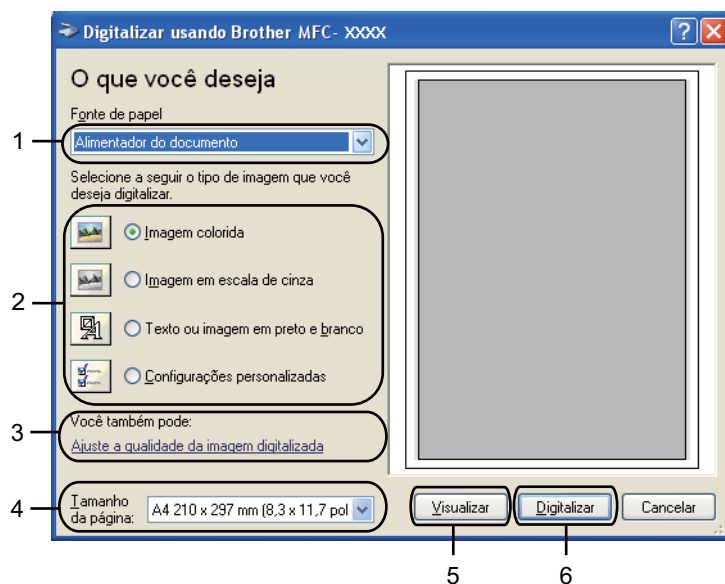 Digitalizar usando Brother MFC- XXXX
O que você deseja
Fonte de papel
1
Alimentador do documento
Selecione a seguir o tipo de imagem que você
deseja digitalizar.
2
Imagem colorida
Imagem em escala de cinza
Texto ou imagem em preto e branco
Configurações personalizadas
3
Você também pode:
Ajuste a qualidade da imagem digitalizada
4
Tamanho
da página:
A4 210 x 297 mm (8,3 x 11,7 pol
Visualizar
Digitalizar
Cancelar
5
6